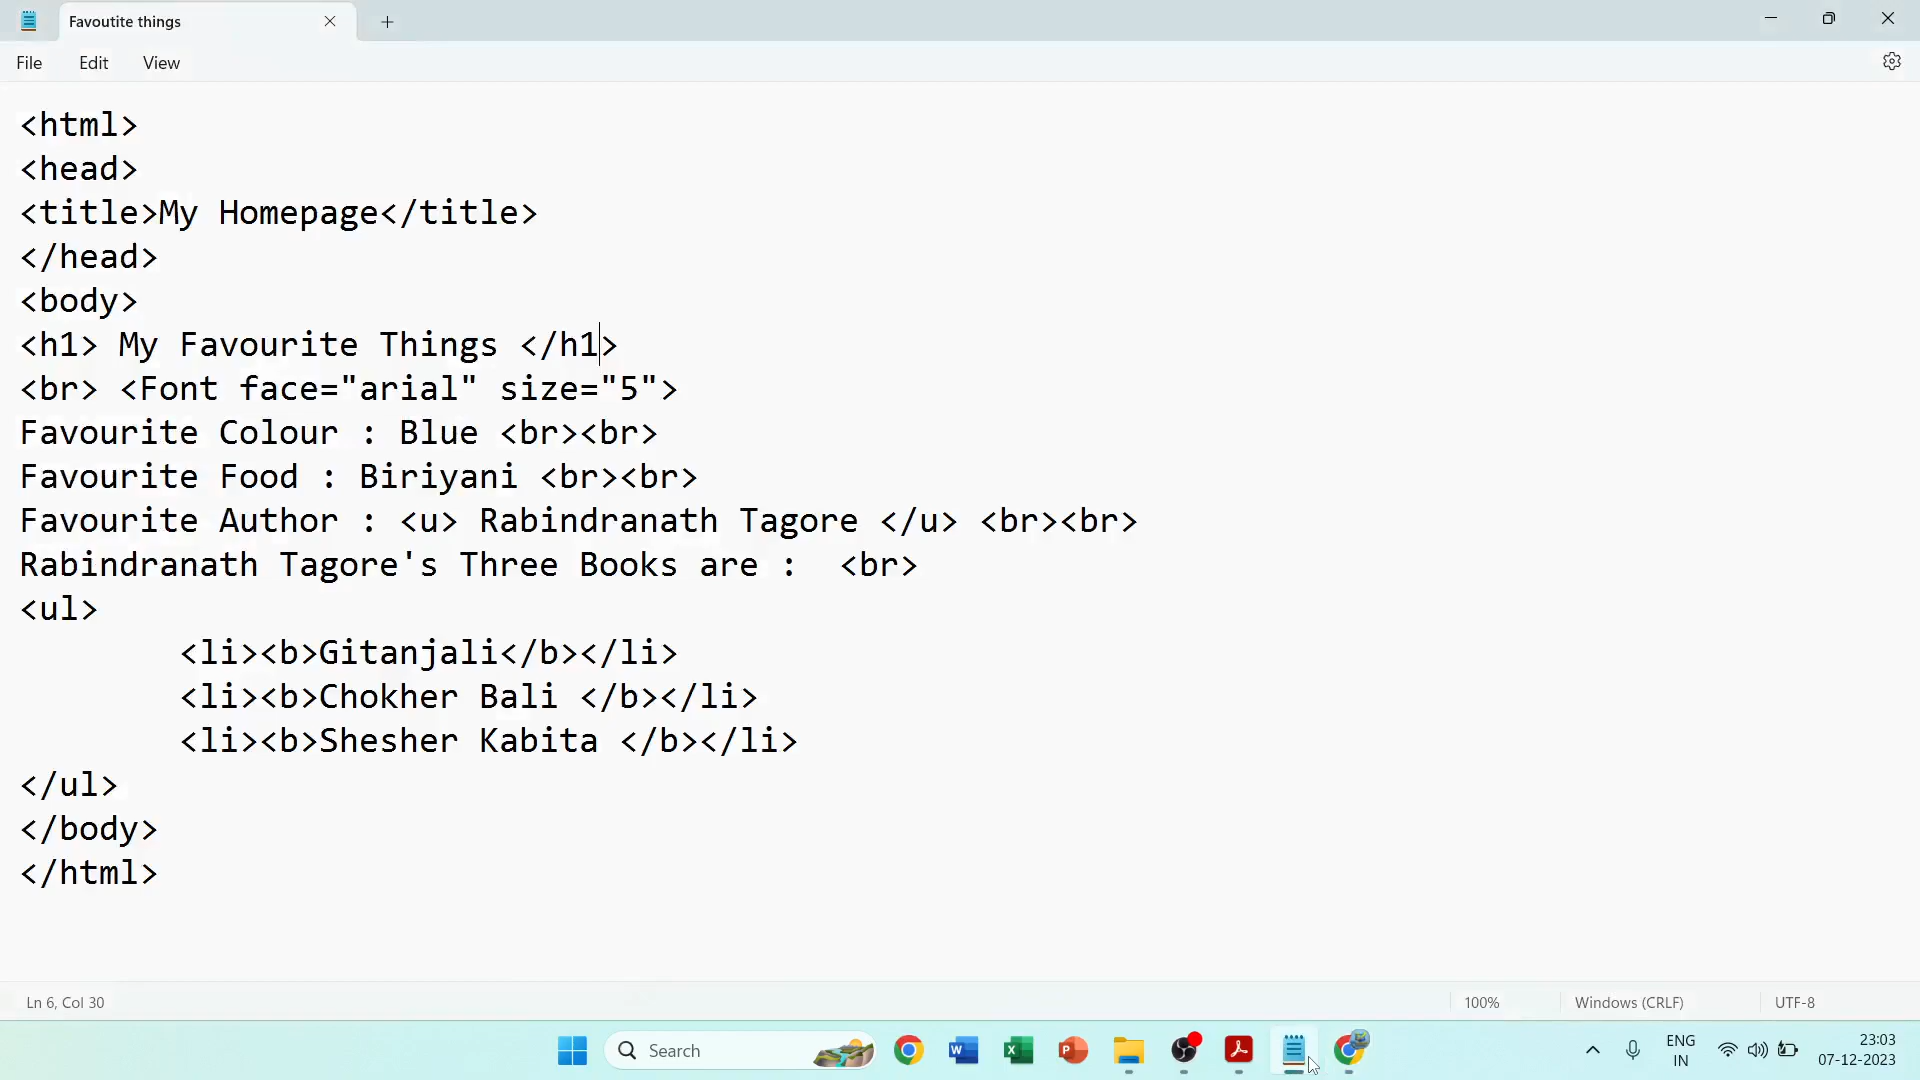 Favoutite things
File Edit View
<html>
<head>
<title>My Homepage</title>
</head>
<body>
<h1> My Favourite Things </h1>
<br> <Font face="arial" size="5">
Favourite Colour : Blue <br><br>
Favourite Food : Biriyani <br><br>
Favourite Author : <u> Rabindranath Tagore </u> <br><br>
Rabindranath Tagore's Three Books are :  <br>
<ul>
<li><b>Gitanjali</b></li>
<li><b>Chokher Bali </b></li>
<li><b>Shesher Kabita </b></li>
</ul>
</body>
</html>
Ln 6, Col 30 100% Windows (CRLF) UTF-8
Search ENG 23:03
IN 07-12-2023